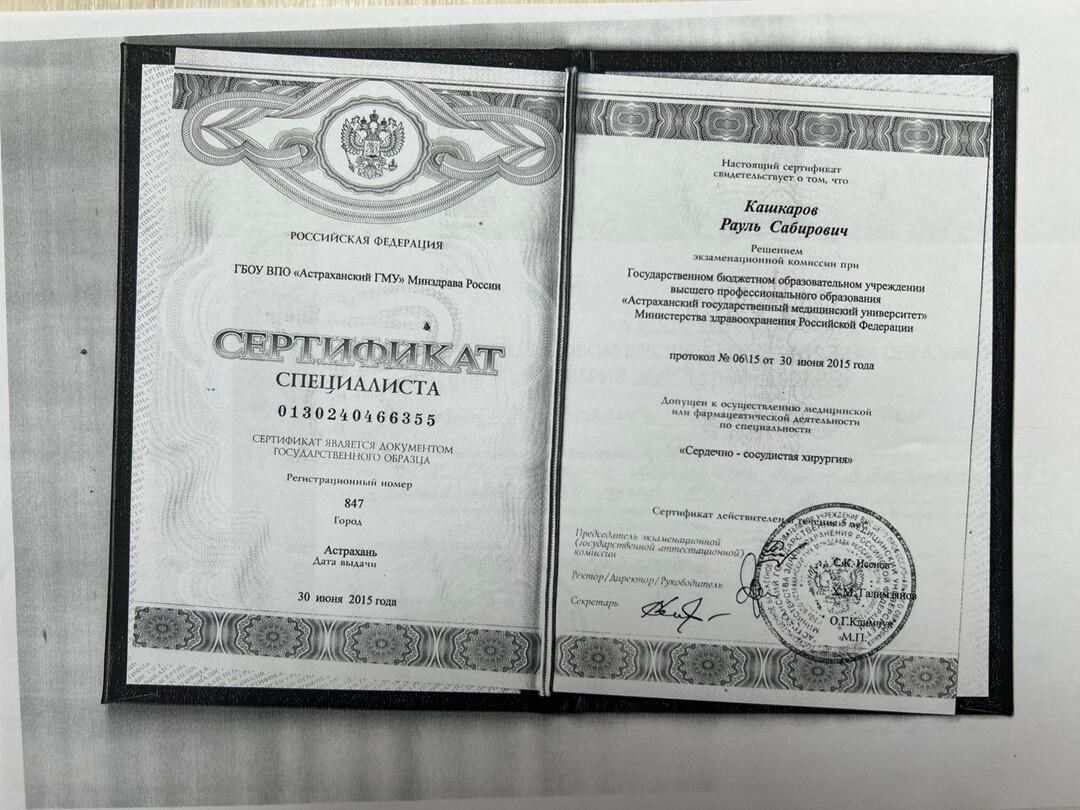 РОССИЙСКАЯ ФЕДЕРАЦИЯ
ГБОУ ВПО «Астраханский ГМУ» Минздрава России
СЕРТИФИКАТ
СПЕЦИАЛИСТА
0130240466355
СЕРТИФИКАТ ЯВЛЯЕТСЯ ДОКУМЕНТОМ
ГОСУДАРСТВЕННОГО ОБРАЗЦА
Регистрационный номер
847
Город
Астрахань
Дата выдачи
30 июня 2015 года
Настоящий сертификат
свидетельствует о том, что
Кашкаров
Рауль Сабирович
Решением
экзаменационной комиссии при
Государственном бюджетном образовательном учреждении
высшего профессионального образования
«Астраханский государственный медицинский университет»
Министерства здравоохранения Российской Федерации
протокол № 06\15 от 30 июня 2015 года
Допущен к осуществлению медицинской
или фармацевтической деятельности
по специальности
«Сердечно - сосудистая хирургия»
Сертификат действителен в течение 5 лет
Председатель экзаменационной
(государственной аттестационной)
комиссии
Ректор/Директор/Руководитель
Секретарь
Х.М. Галимзянов
М.П.